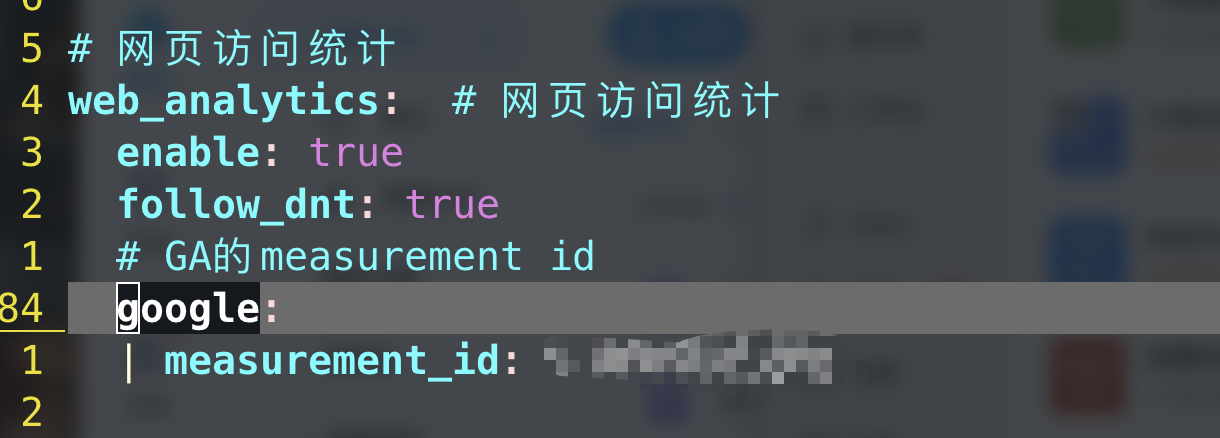 6
5 # 网页访问统计
4 web_analytics:  # 网页访问统计
3   enable: true
2   follow_dnt: true
1   # GA的measurement id
84   google:
1   | measurement_id:
2